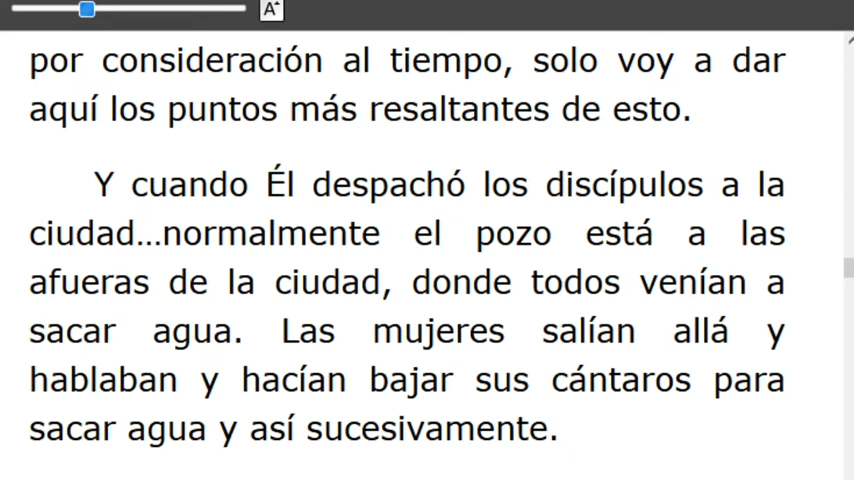 A
por consideración al tiempo, solo voy a dar
aquí los puntos más resaltantes de esto.
Y cuando Él despachó los discípulos a la
ciudad...normalmente el pozo está a las
afueras de la ciudad, donde todos venían a
sacar agua. Las mujeres salían allá y
hablaban y hacían bajar sus cántaros para
sacar agua y así sucesivamente.